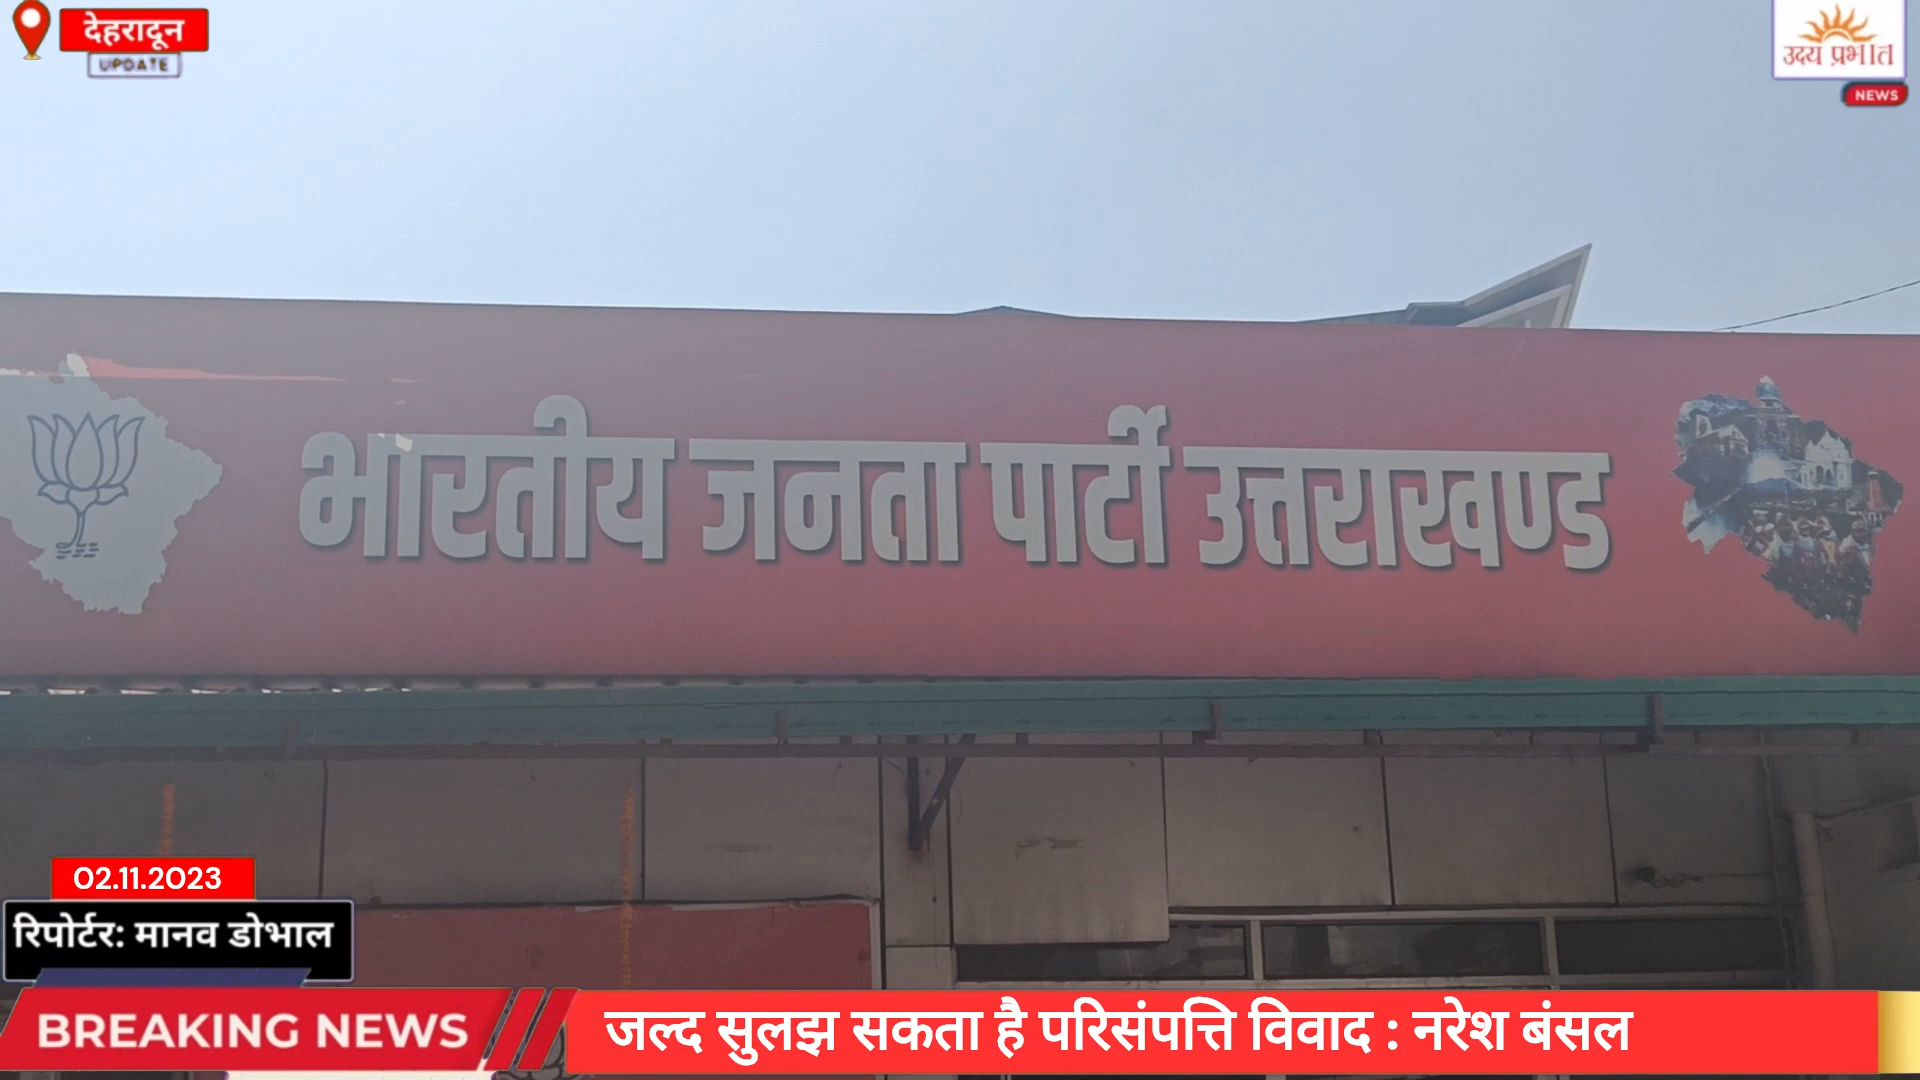 देहरादून
UPDATE
उदय प्रभात
NEWS
भारतीय जनता पार्टी उत्तराखण्ड
02.11.2023
रिपोर्टर: मानव डोभाल
BREAKING NEWS
जल्द सुलझ सकता है परिसंपत्ति विवाद : नरेश बंसल